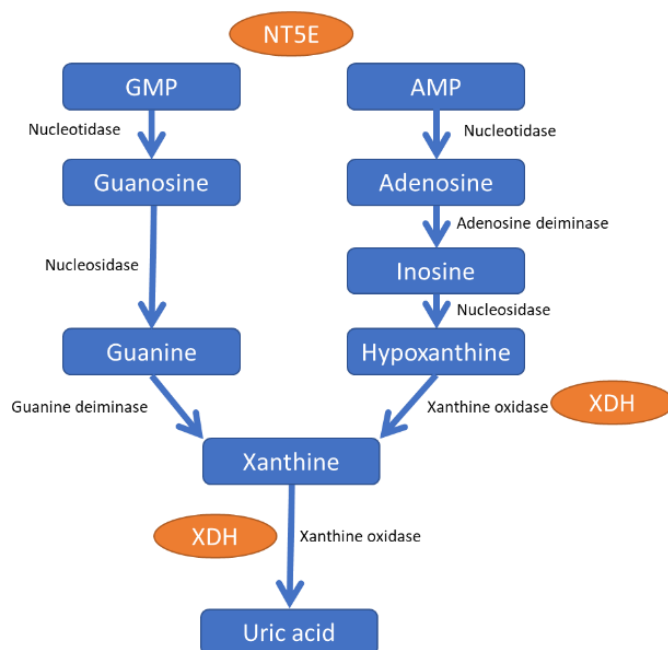 NT5E
GMP
AMP
Nucleotidase
Nucleotidase
Guanosine
Adenosine
Adenosine deiminase
Nucleosidase
Inosine
Nucleosidase
Guanine
Hypoxanthine
Guanine deiminase
Xanthine oxidase
XDH
Xanthine
XDH
Xanthine oxidase
Uric acid